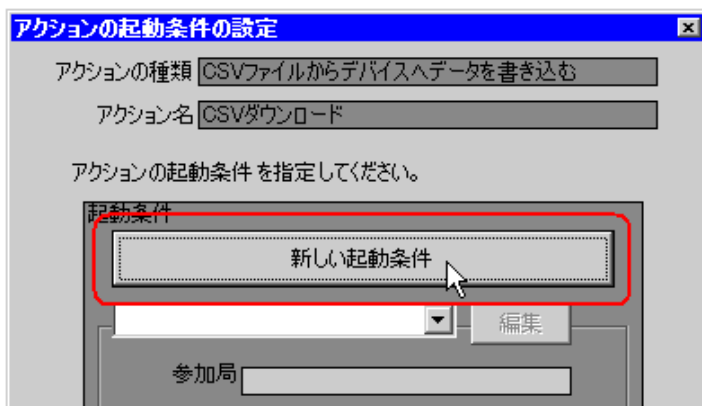 アクションの起動条件の設定
アクションの種類 CSVファイルからデバイスへデータを書き込む
アクション名 CSVダウンロード
アクションの起動条件を指定してください。
起動条件
新しい起動条件
編集
参加局